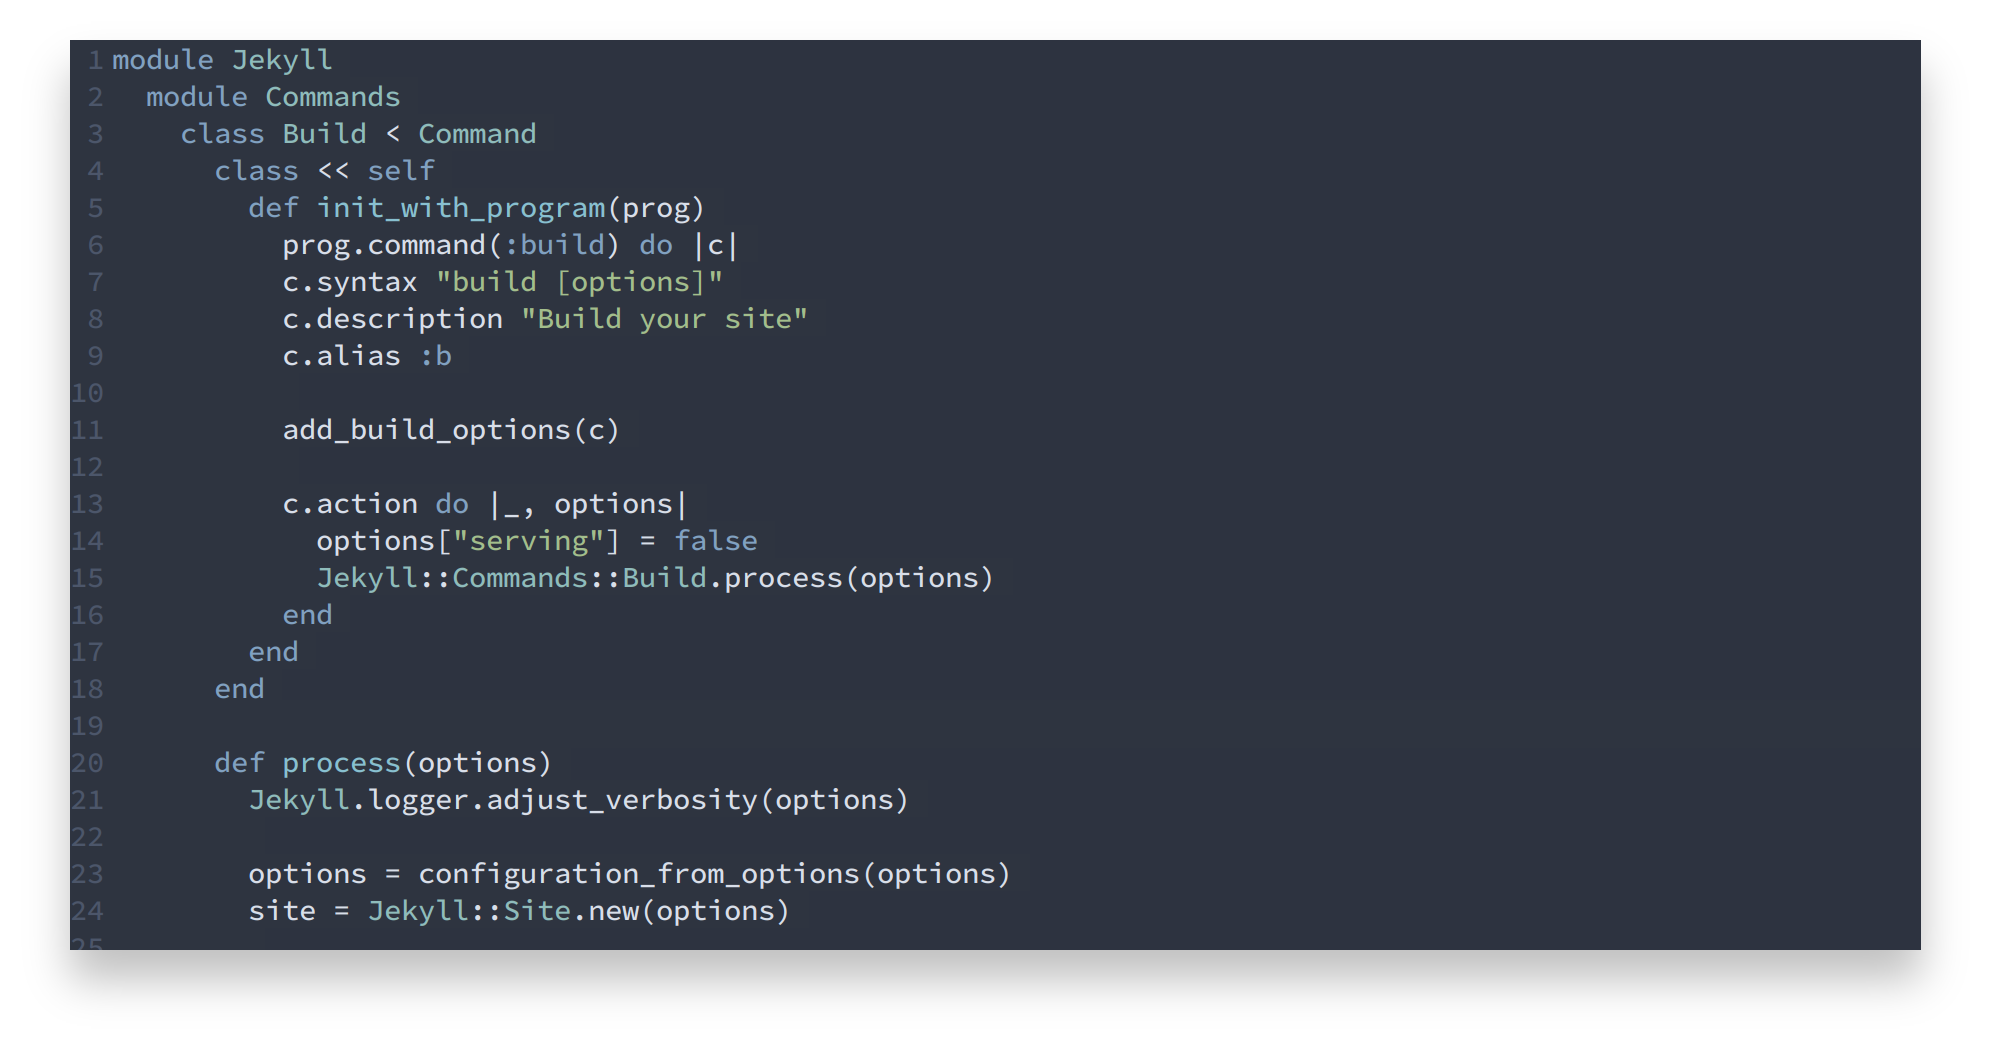 1 module Jekyll
2   module Commands
3     class Build < Command
4       class << self
5         def init_with_program(prog)
6           prog.command(:build) do |c|
7           c.syntax "build [options]"
8           c.description "Build your site"
9           c.alias :b
10
11           add_build_options(c)
12
13           c.action do |_, options|
14             options["serving"] = false
15             Jekyll::Commands::Build.process(options)
16           end
17         end
18       end
19
20       def process(options)
21         Jekyll.logger.adjust_verbosity(options)
22
23         options = configuration_from_options(options)
24         site = Jekyll::Site.new(options)
25